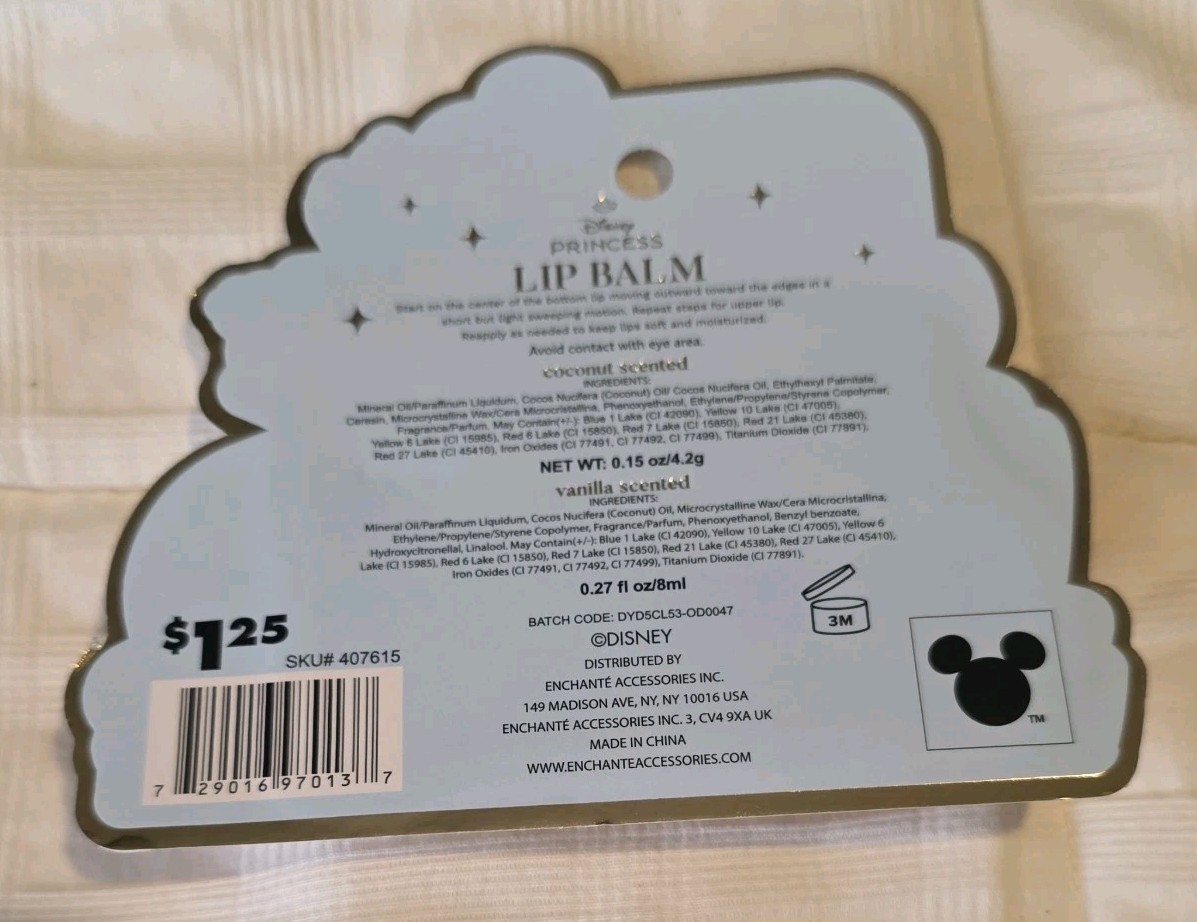 Disney
PRINCESS
LIP BALM
Start on the center of the bottom lip moving outward toward the edges in a
short but light sweeping motion. Repeat steps for upper lip.
Reapply as needed to keep lips soft and moisturized.
Avoid contact with eye area.
coconut scented
INGREDIENTS:
Mineral Oil/Paraffinum Liquidum, Cocos Nucifera (Coconut) Oil/ Cocos Nucifera Oil, Ethylhexyl Palmitate,
Ceresin, Microcrystalline Wax/Cera Microcristallina, Phenoxyethanol, Ethylene/Propylene/Styrene Copolymer,
Fragrance/Parfum. May Contain(+/-): Blue 1 Lake (CI 42090), Yellow 10 Lake (CI 47005),
Yellow 6 Lake (CI 15985), Red 6 Lake (CI 15850), Red 7 Lake (CI 15850), Red 21 Lake (CI 45380),
Red 27 Lake (CI 45410), Iron Oxides (CI 77491, CI 77492, CI 77499), Titanium Dioxide (CI 77891).
NET WT: 0.15 oz/4.2g
vanilla scented
INGREDIENTS:
Mineral Oil/Paraffinum Liquidum, Cocos Nucifera (Coconut) Oil, Microcrystalline Wax/Cera Microcristallina,
Ethylene/Propylene/Styrene Copolymer, Fragrance/Parfum, Phenoxyethanol, Benzyl benzoate,
Hydroxycitronellal, Linalool. May Contain(+/-): Blue 1 Lake (CI 42090), Yellow 10 Lake (CI 47005), Yellow 6
Lake (CI 15985), Red 6 Lake (CI 15850), Red 7 Lake (CI 15850), Red 21 Lake (CI 45380), Red 27 Lake (CI 45410),
Iron Oxides (CI 77491, CI 77492, CI 77499), Titanium Dioxide (CI 77891).
0.27 fl oz/8ml
3M
BATCH CODE: DYD5CL53-OD0047
©DISNEY
DISTRIBUTED BY
ENCHANTÉ ACCESSORIES INC.
149 MADISON AVE, NY, NY 10016 USA
ENCHANTÉ ACCESSORIES INC. 3, CV4 9XA UK
MADE IN CHINA
WWW.ENCHANTEACCESSORIES.COM
$1.25
SKU# 407615
7 29016 97013 7
TM